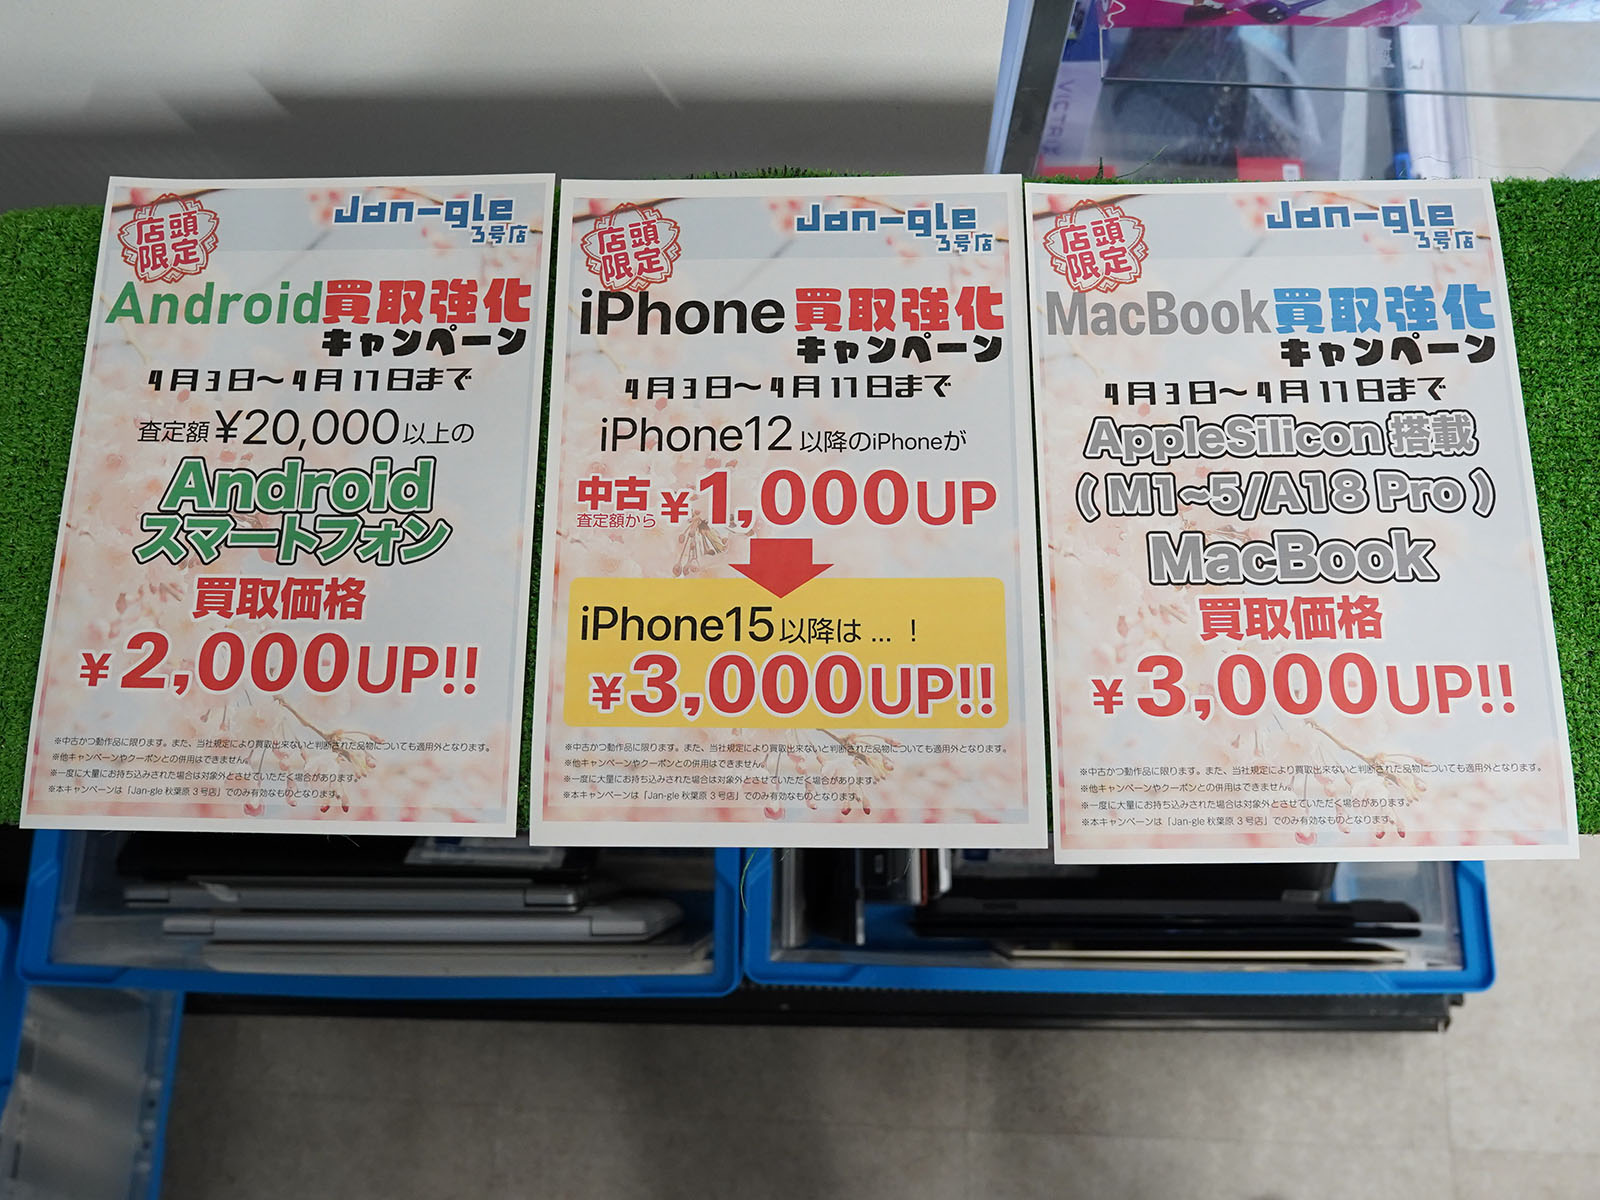 店頭
限定
Jan-gle
3号店
Android買取強化
キャンペーン
4月3日〜4月17日まで
査定額 ¥20,000以上の
Android
スマートフォン
買取価格
¥2,000UP!!
※中古かつ動作品に限ります。また、当社規定により買取出来ないと判断された品物についても適用外となります。
※他キャンペーンやクーポンとの併用はできません。
※一度に大量にお持ち込みされた場合は対象外とさせていただく場合があります。
※本キャンペーンは「Jan-gle 秋葉原3号店」でのみ有効なものとなります。
店頭
限定
Jan-gle
3号店
iPhone買取強化
キャンペーン
4月3日〜4月17日まで
iPhone12以降のiPhoneが
中古
査定額から
¥1,000UP
iPhone15以降は…！
¥3,000UP!!
※中古かつ動作品に限ります。また、当社規定により買取出来ないと判断された品物についても適用外となります。
※他キャンペーンやクーポンとの併用はできません。
※一度に大量にお持ち込みされた場合は対象外とさせていただく場合があります。
※本キャンペーンは「Jan-gle 秋葉原3号店」でのみ有効なものとなります。
店頭
限定
Jan-gle
3号店
MacBook買取強化
キャンペーン
4月3日〜4月17日まで
AppleSilicon 搭載
( M1~5/A18 Pro )
MacBook
買取価格
¥3,000UP!!
※中古かつ動作品に限ります。また、当社規定により買取出来ないと判断された品物についても適用外となります。
※他キャンペーンやクーポンとの併用はできません。
※一度に大量にお持ち込みされた場合は対象外とさせていただく場合があります。
※本キャンペーンは「Jan-gle 秋葉原3号店」でのみ有効なものとなります。
VICTRIX